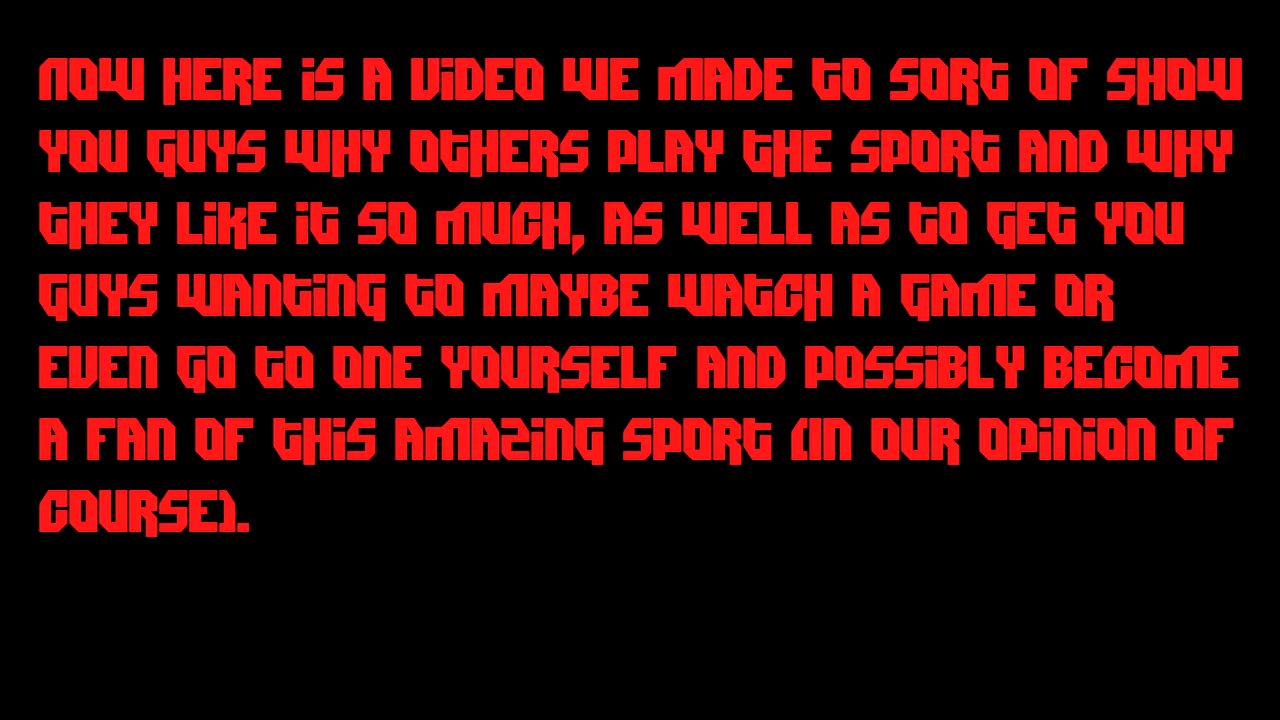 NOW HERE IS A VIDEO WE MADE TO SORT OF SHOW
YOU GUYS WHY OTHERS PLAY THE SPORT AND WHY
THEY LIKE IT SO MUCH, AS WELL AS TO GET YOU
GUYS WANTING TO MAYBE WATCH A GAME OR
EVEN GO TO ONE YOURSELF AND POSSIBLY BECOME
A FAN OF THIS AMAZING SPORT (IN OUR OPINION OF
COURSE).